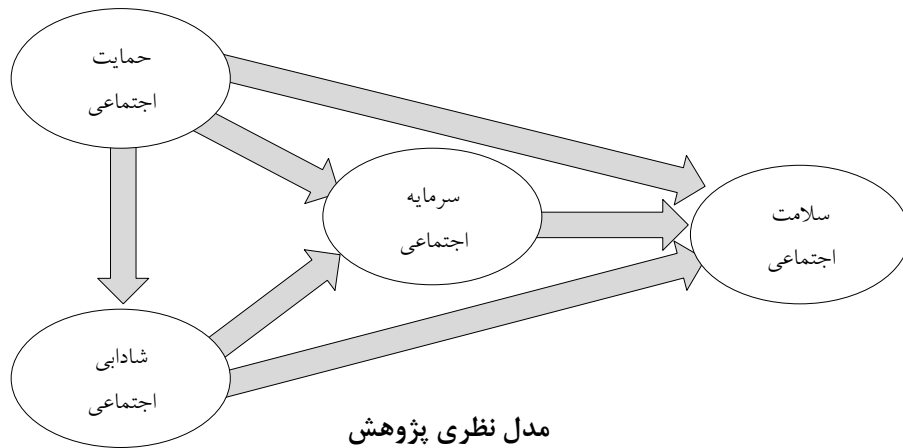 حمایت
اجتماعی
سرمایه
اجتماعی
سلامت
اجتماعی
شادابی
اجتماعی
مدل نظری پژوهش